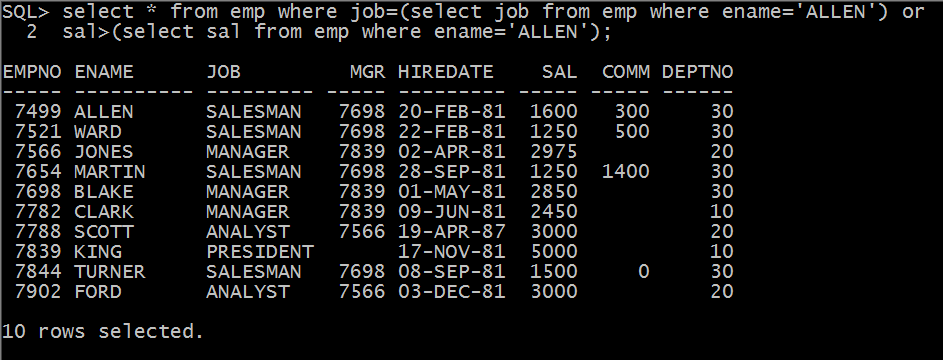 SQL> select * from emp where job=(select job from emp where ename='ALLEN') or
  2  sal>(select sal from emp where ename='ALLEN');

EMPNO ENAME      JOB         MGR HIREDATE    SAL  COMM DEPTNO
----- ---------- --------- ----- --------- ----- ----- ------
 7499 ALLEN      SALESMAN   7698 20-FEB-81  1600   300     30
 7521 WARD       SALESMAN   7698 22-FEB-81  1250   500     30
 7566 JONES      MANAGER    7839 02-APR-81  2975           20
 7654 MARTIN     SALESMAN   7698 28-SEP-81  1250  1400     30
 7698 BLAKE      MANAGER    7839 01-MAY-81  2850           30
 7782 CLARK      MANAGER    7839 09-JUN-81  2450           10
 7788 SCOTT      ANALYST    7566 19-APR-87  3000           20
 7839 KING       PRESIDENT       17-NOV-81  5000           10
 7844 TURNER     SALESMAN   7698 08-SEP-81  1500     0     30
 7902 FORD       ANALYST    7566 03-DEC-81  3000           20

10 rows selected.